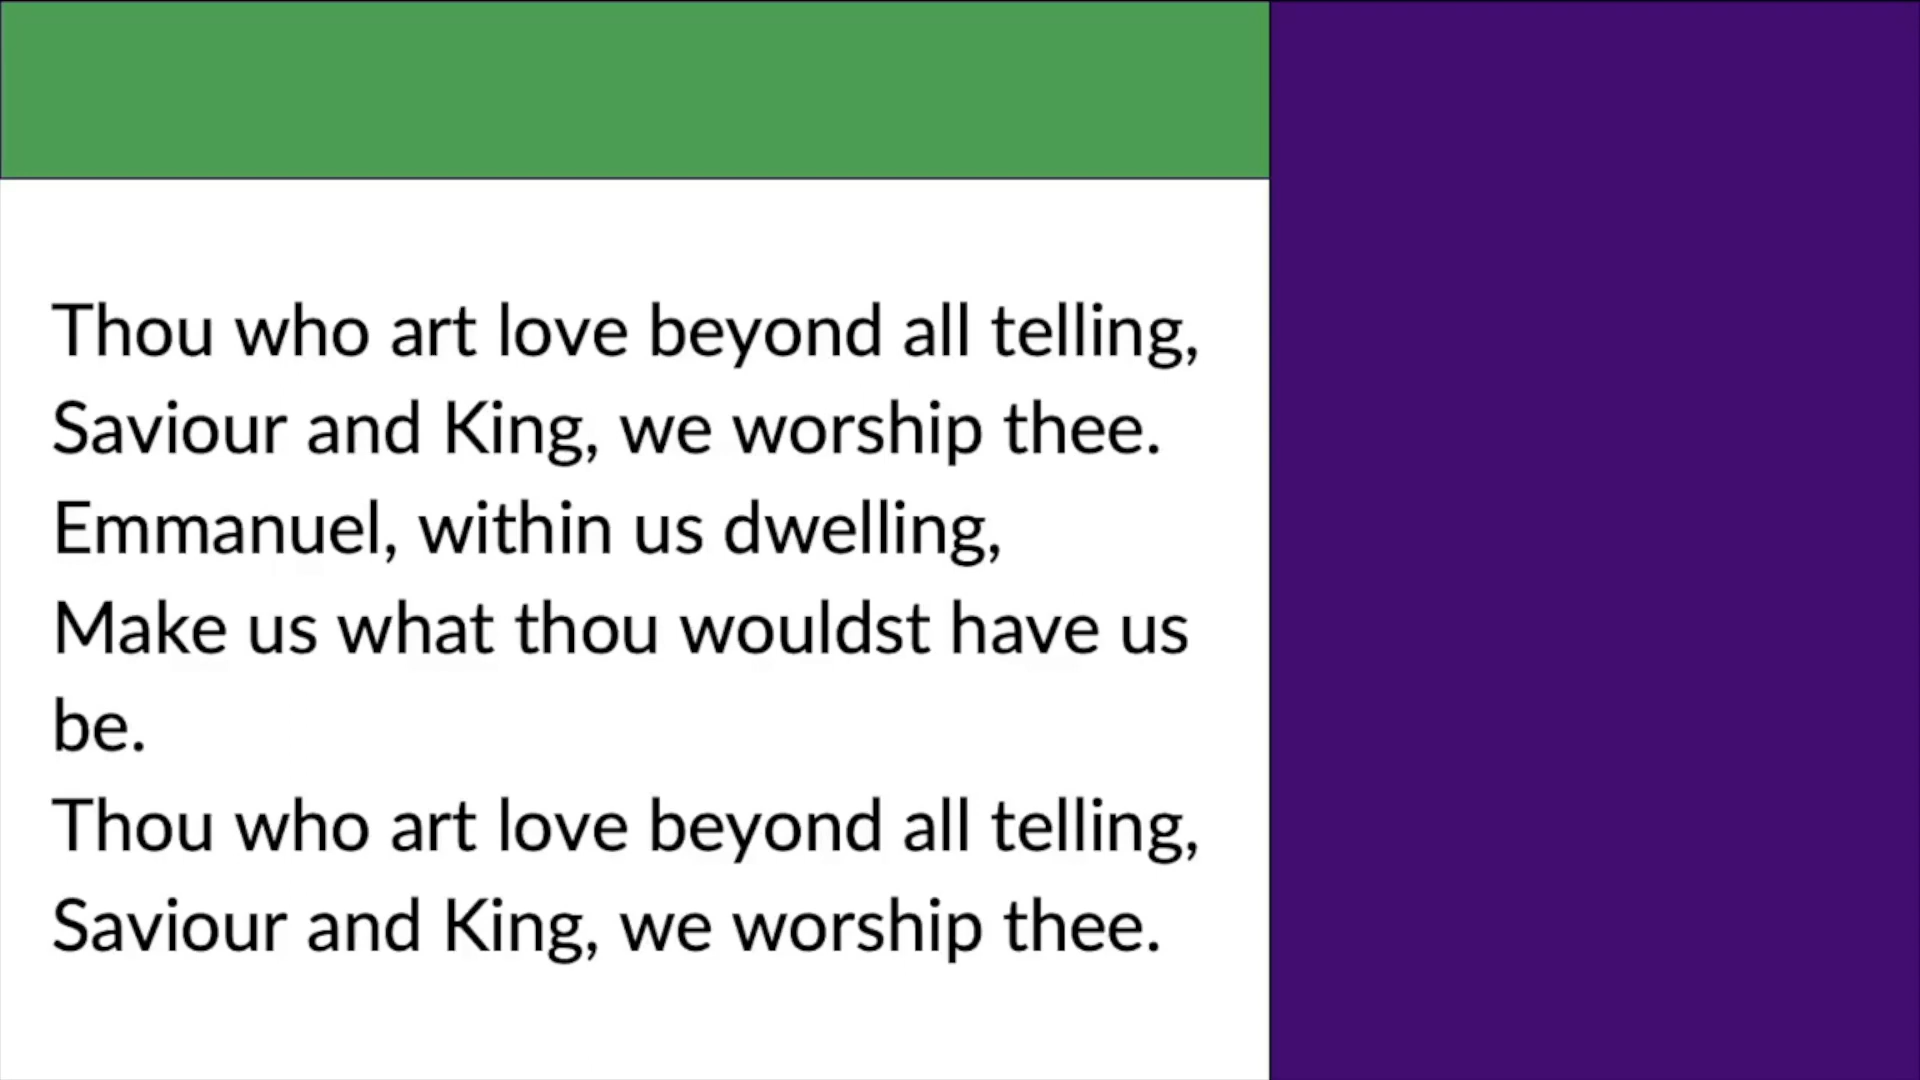 Thou who art love beyond all telling,
Saviour and King, we worship thee.
Emmanuel, within us dwelling,
Make us what thou wouldst have us
be.
Thou who art love beyond all telling,
Saviour and King, we worship thee.